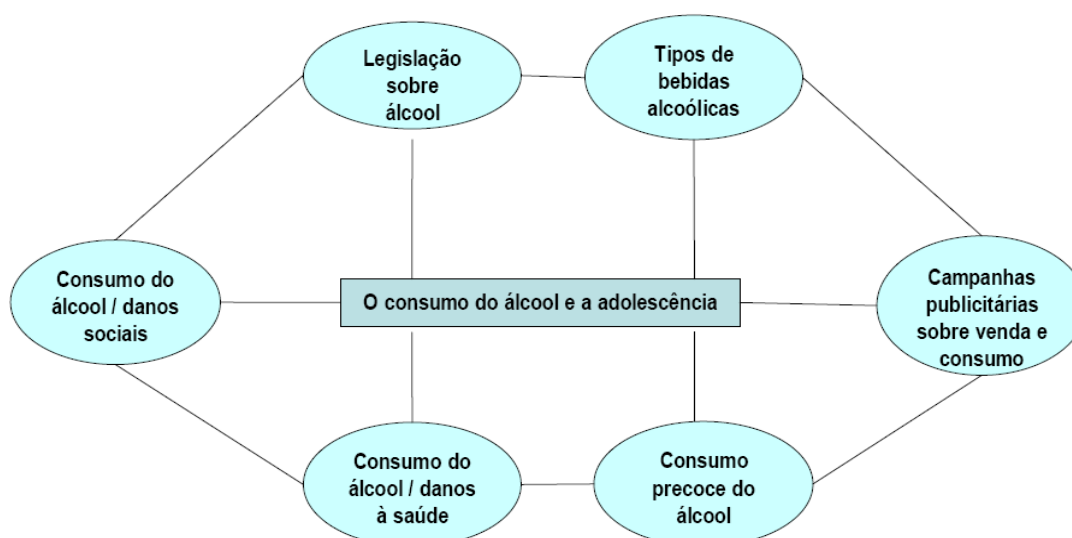 Legislação
sobre
álcool
Tipos de
bebidas
alcoólicas
Consumo do
álcool / danos
sociais
O consumo do álcool e a adolescência
Campanhas
publicitárias
sobre venda e
consumo
Consumo do
álcool / danos
à saúde
Consumo
precoce do
álcool